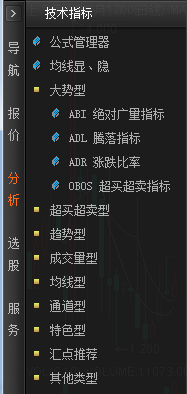 技术指标
导航
报价
分析
选股
服务
公式管理器
均线显、隐
大势型
ABI 绝对广量指标
ADL 腾落指标
ADR 涨跌比率
OBOS 超买超卖指标
超买超卖型
趋势型
成交量型
均线型
通道型
特色型
汇点推荐
其他类型